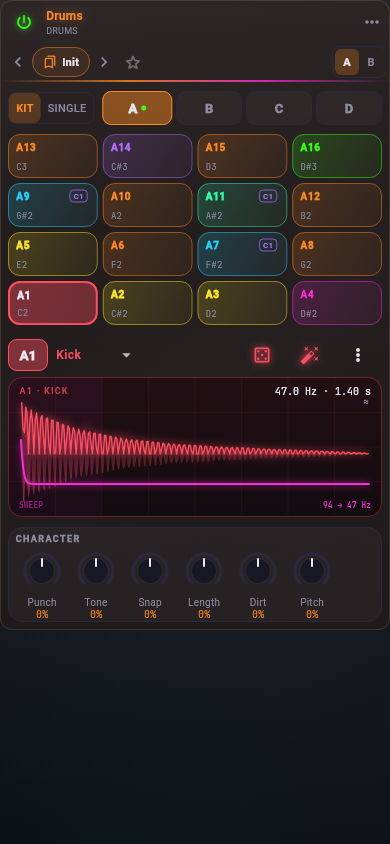 Drums
DRUMS
Init
A B
KIT SINGLE A B C D
A13 A14 A15 A16
C3 C#3 D3 D#3
A9 C1 A10 A11 C1 A12
G#2 A2 A#2 B2
A5 A6 A7 C1 A8
E2 F2 F#2 G2
A1 A2 A3 A4
C2 C#2 D2 D#2
A1 Kick
A1 · KICK 47.0 Hz · 1.40 s
≈
SWEEP 94 → 47 Hz
CHARACTER
Punch Tone Snap Length Dirt Pitch
0% 0% 0% 0% 0% 0%